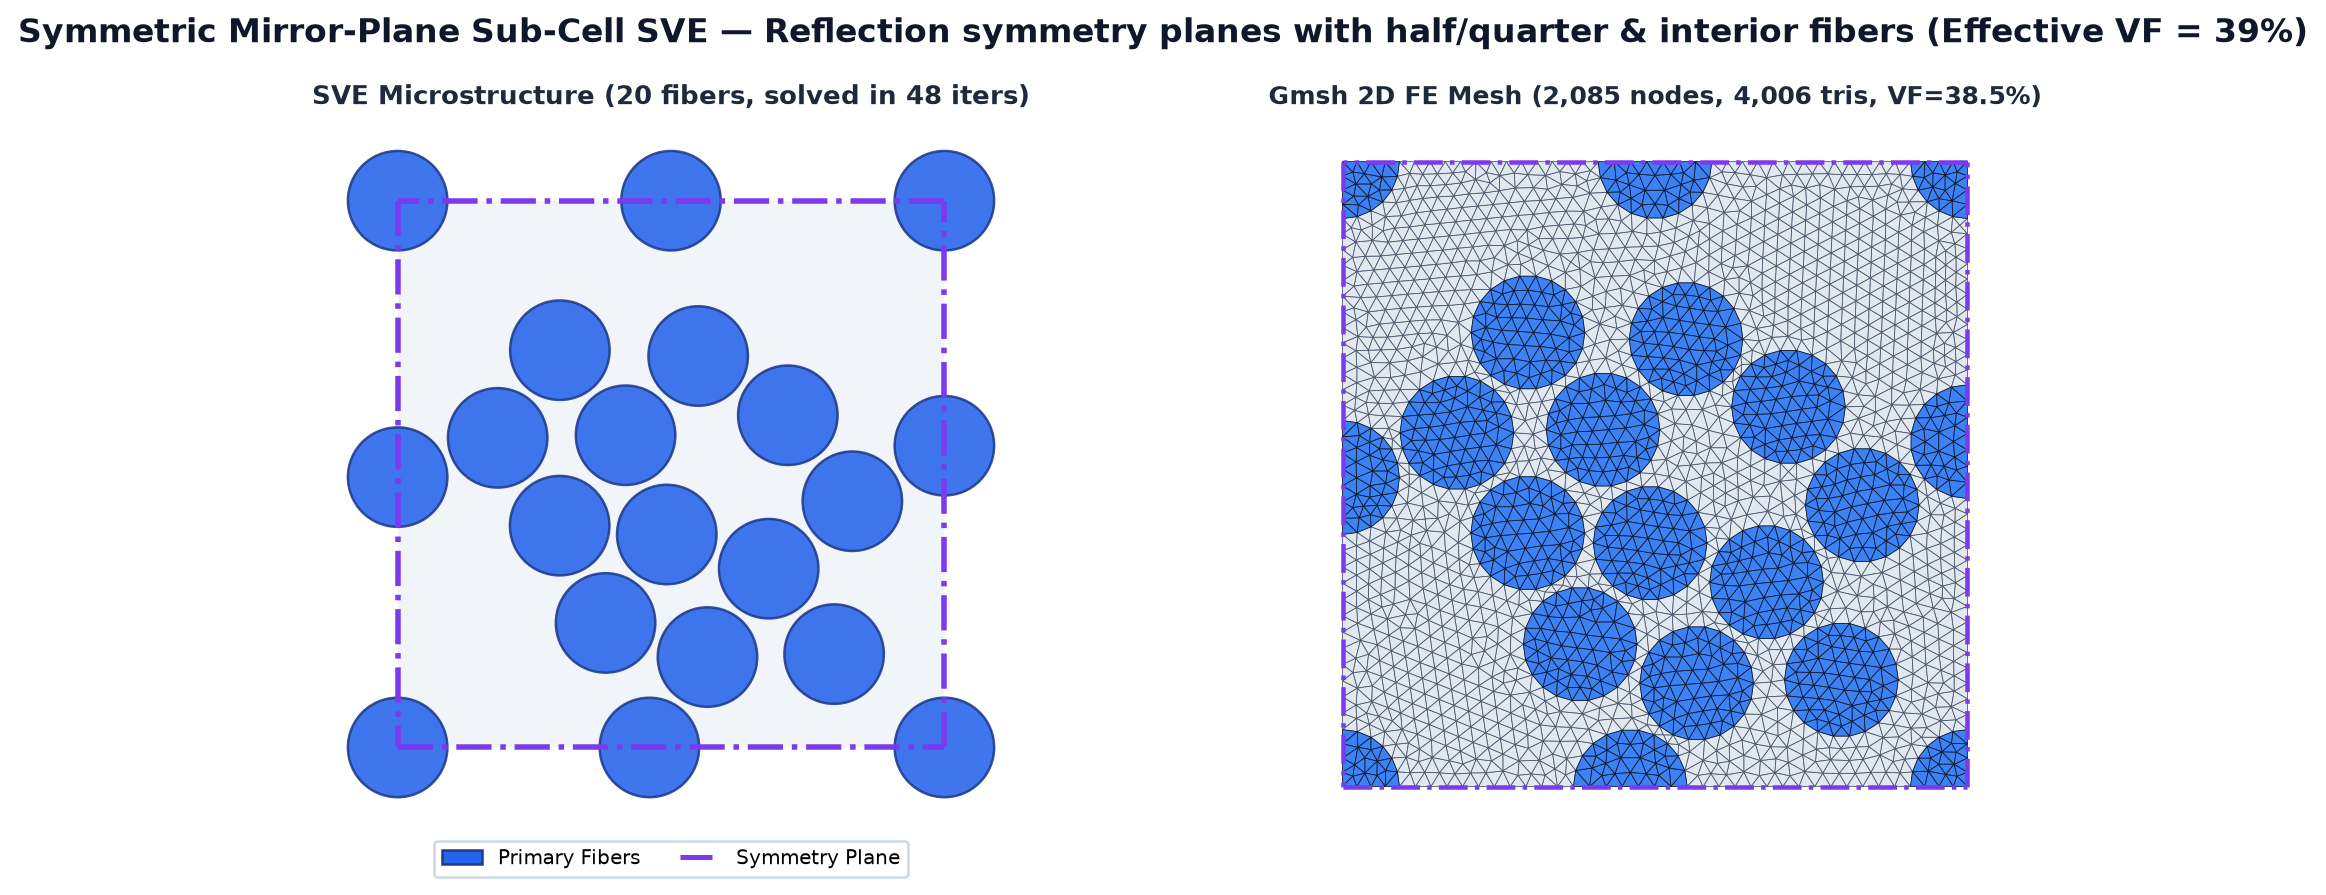 Symmetric Mirror-Plane Sub-Cell SVE — Reflection symmetry planes with half/quarter & interior fibers (Effective VF = 39%)
SVE Microstructure (20 fibers, solved in 48 iters)
Gmsh 2D FE Mesh (2,085 nodes, 4,006 tris, VF=38.5%)
Primary Fibers
Symmetry Plane